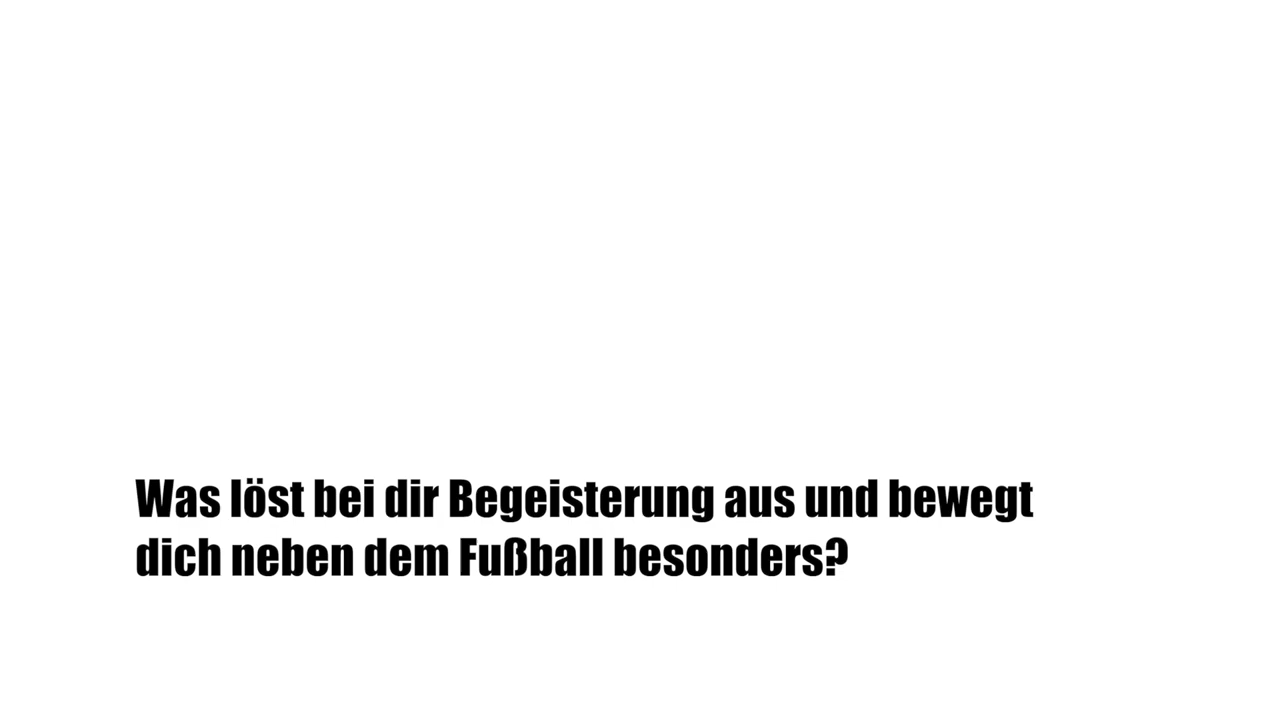 Was löst bei dir Begeisterung aus und bewegt
dich neben dem Fußball besonders?